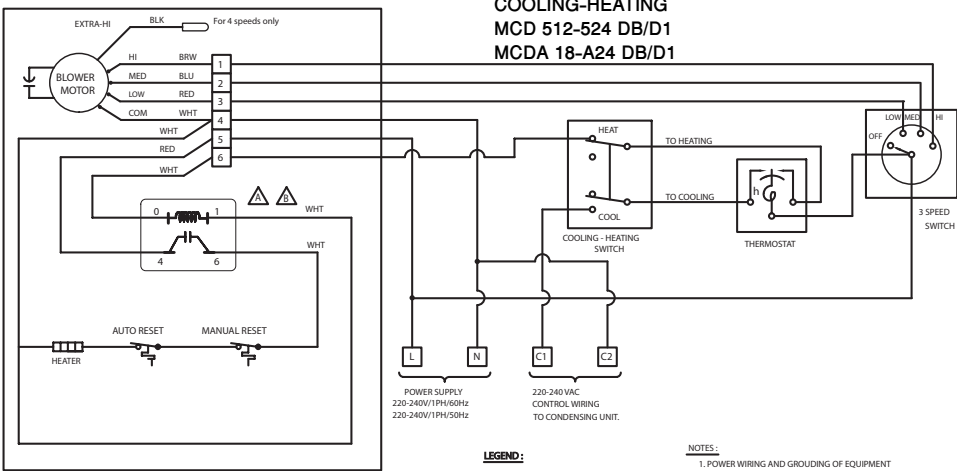 COOLING-HEATING
MCD 512-524 DB/D1
MCDA 18-A24 DB/D1
EXTRA-HI
BLK
For 4 speeds only
BLOWER
MOTOR
HI
BRW
1
MED
BLU
2
LOW
RED
3
COM
WHT
4
WHT
5
RED
6
WHT
A
B
WHT
0
1
WHT
4
6
AUTO RESET
MANUAL RESET
HEATER
HEAT
TO HEATING
TO COOLING
COOL
COOLING - HEATING
SWITCH
h
THERMOSTAT
LOW
MED
HI
OFF
3 SPEED
SWITCH
L
N
C1
C2
POWER SUPPLY
220-240V/1PH/60Hz
220-240V/1PH/50Hz
220-240 VAC
CONTROL WIRING
TO CONDENSING UNIT.
LEGEND :
NOTES :
1. POWER WIRING AND GROUDING OF EQUIPMENT